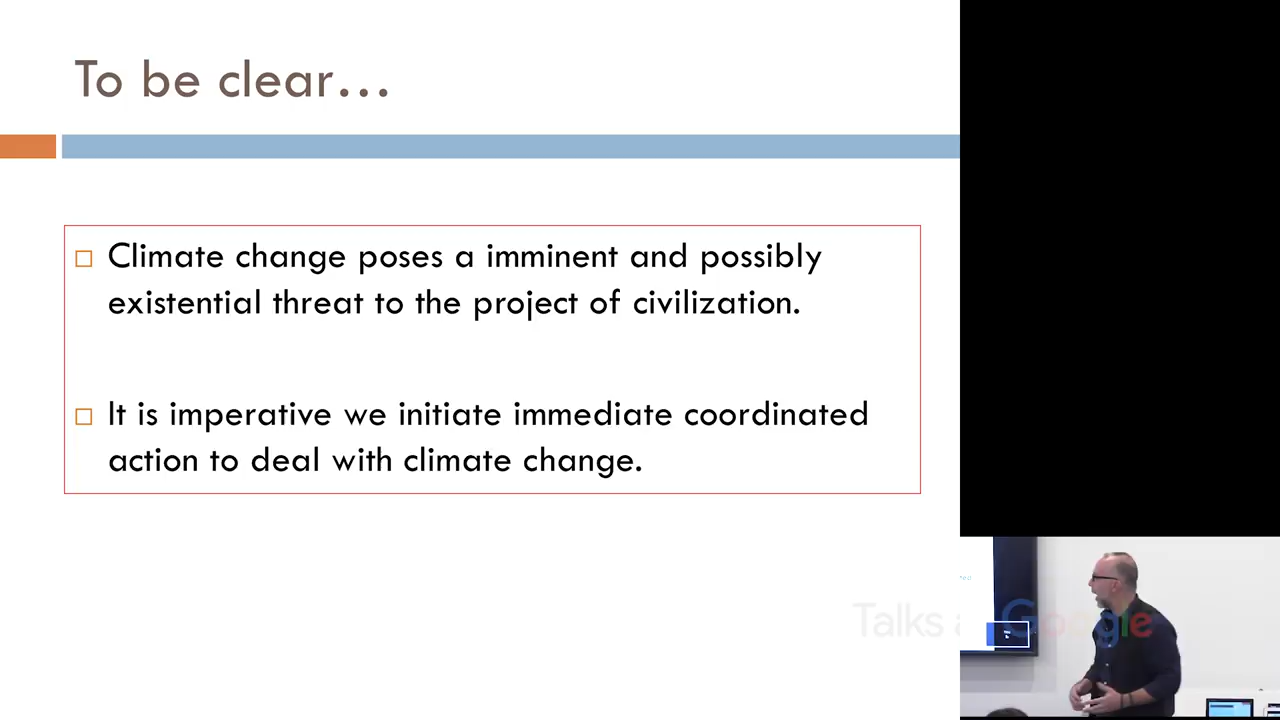 To be clear...
Climate change poses a imminent and possibly
existential threat to the project of civilization.
It is imperative we initiate immediate coordinated
action to deal with climate change.
Talks a Google